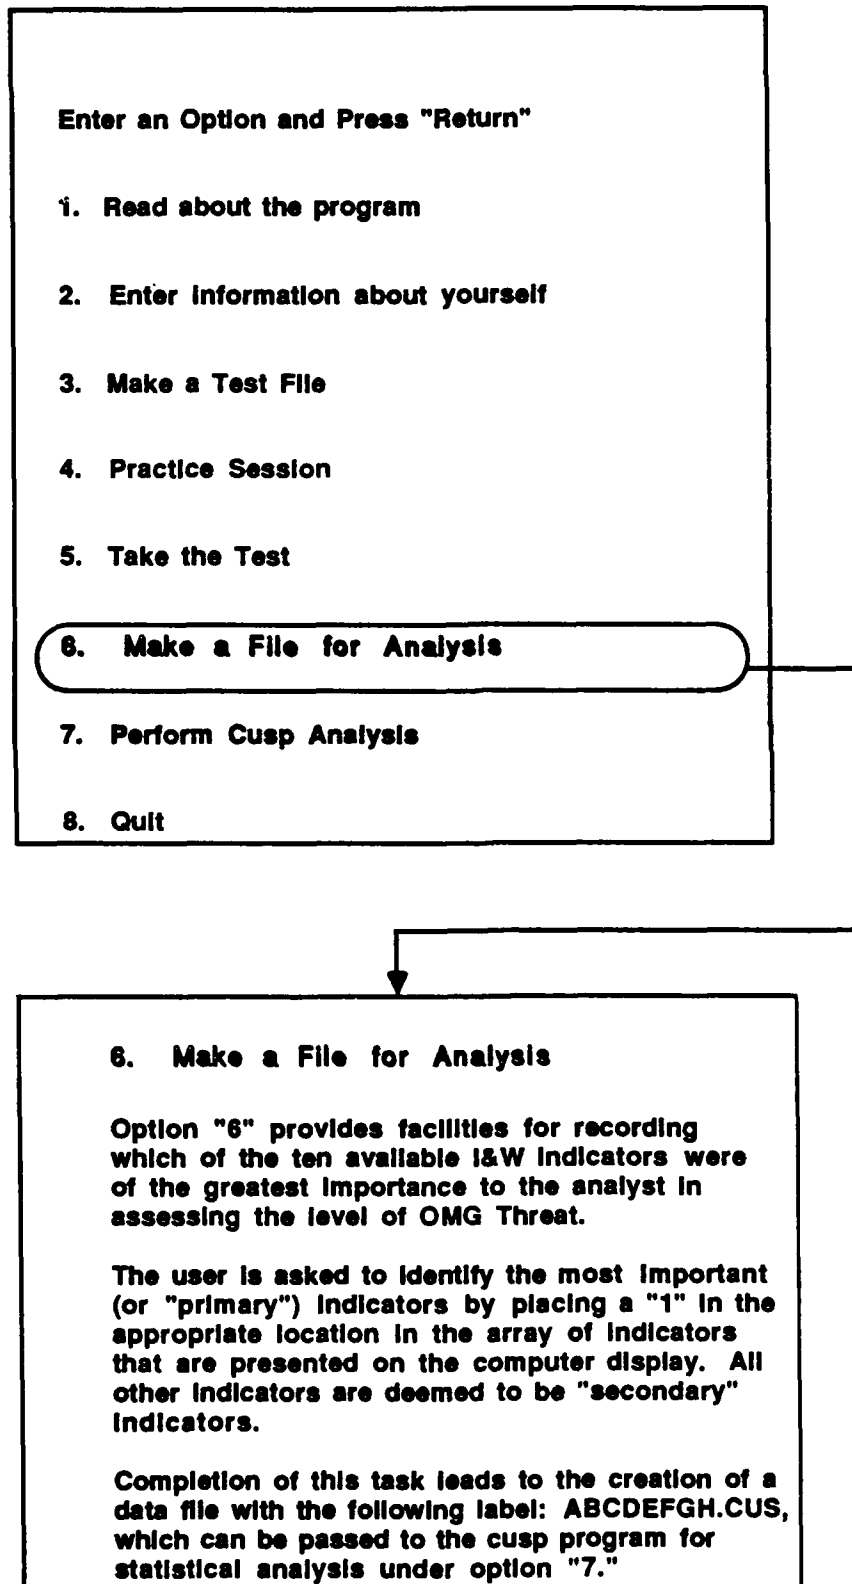 Enter an Option and Press "Return"
1. Read about the program
2. Enter Information about yourself
3. Make a Test File
4. Practice Session
5. Take the Test
6. Make a File for Analysis
7. Perform Cusp Analysis
8. Quit
6. Make a File for Analysis
Option "6" provides facilities for recording
which of the ten available I&W Indicators were
of the greatest importance to the analyst in
assessing the level of OMG Threat.
The user is asked to identify the most important
(or "primary") indicators by placing a "1" in the
appropriate location in the array of indicators
that are presented on the computer display. All
other indicators are deemed to be "secondary"
indicators.
Completion of this task leads to the creation of a
data file with the following label: ABCDEFGH.CUS,
which can be passed to the cusp program for
statistical analysis under option "7."